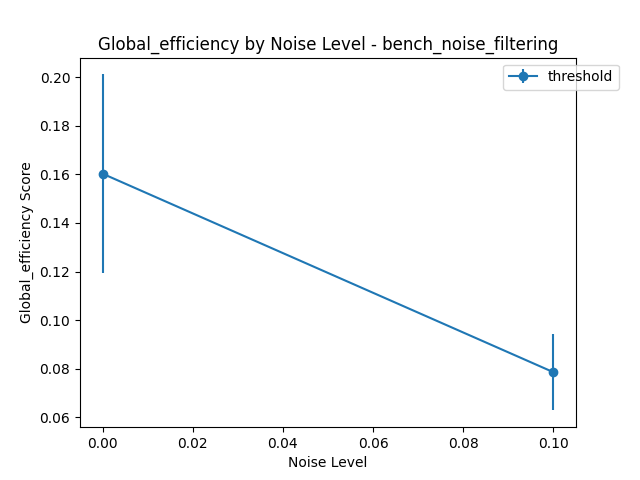 Global_efficiency by Noise Level - bench_noise_filtering
threshold
Global_efficiency Score
0.20
0.18
0.16
0.14
0.12
0.10
0.08
0.06
0.00 0.02 0.04 0.06 0.08 0.10
Noise Level